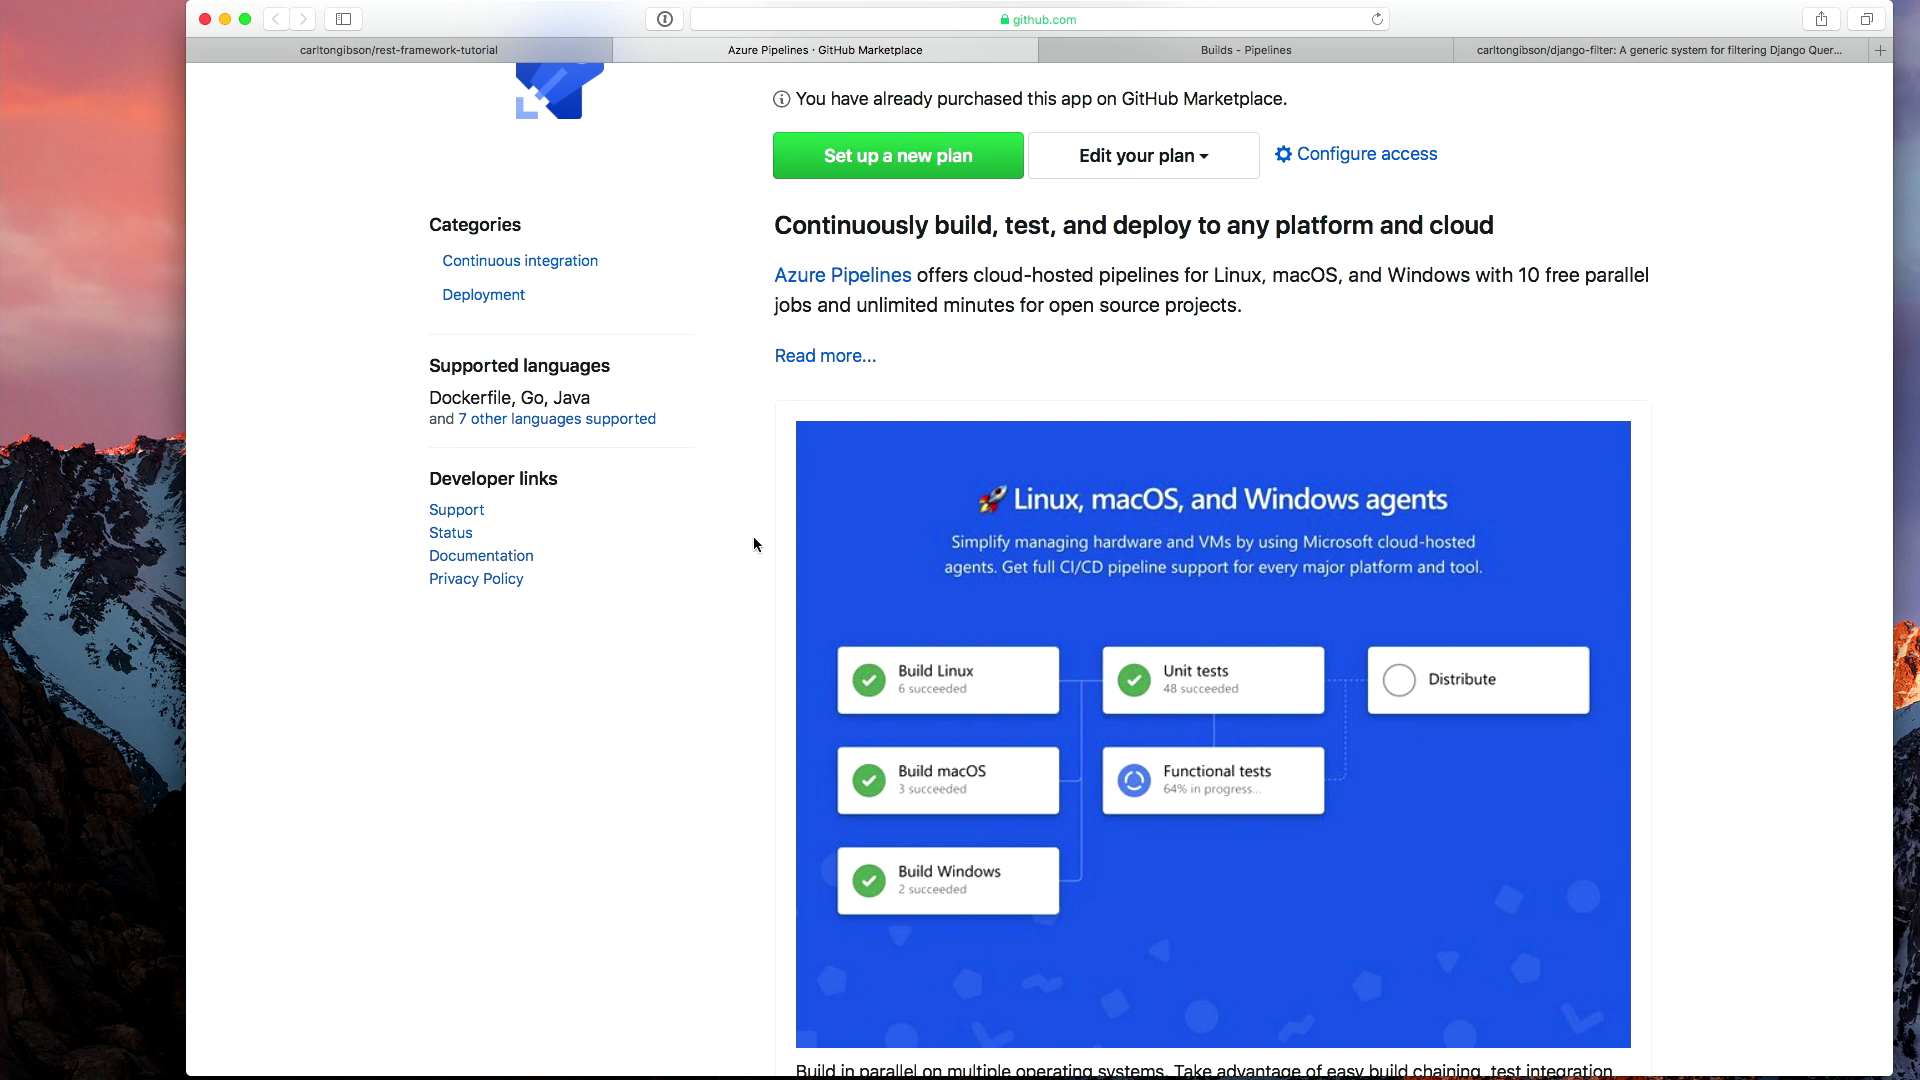 github.com
carltongibson/rest-framework-tutorial
Azure Pipelines · GitHub Marketplace
Builds - Pipelines
carltongibson/django-filter: A generic system for filtering Django Quer...
You have already purchased this app on GitHub Marketplace.
Set up a new plan
Edit your plan
Configure access
Categories
Continuous integration
Deployment
Supported languages
Dockerfile, Go, Java
and 7 other languages supported
Developer links
Support
Status
Documentation
Privacy Policy
Continuously build, test, and deploy to any platform and cloud
Azure Pipelines offers cloud-hosted pipelines for Linux, macOS, and Windows with 10 free parallel
jobs and unlimited minutes for open source projects.
Read more...
Linux, macOS, and Windows agents
Simplify managing hardware and VMs by using Microsoft cloud-hosted
agents. Get full CI/CD pipeline support for every major platform and tool.
Build Linux
6 succeeded
Unit tests
48 succeeded
Distribute
Build macOS
3 succeeded
Functional tests
64% in progress...
Build Windows
2 succeeded
Build in parallel on multiple operating systems. Take advantage of easy build chaining, test integration